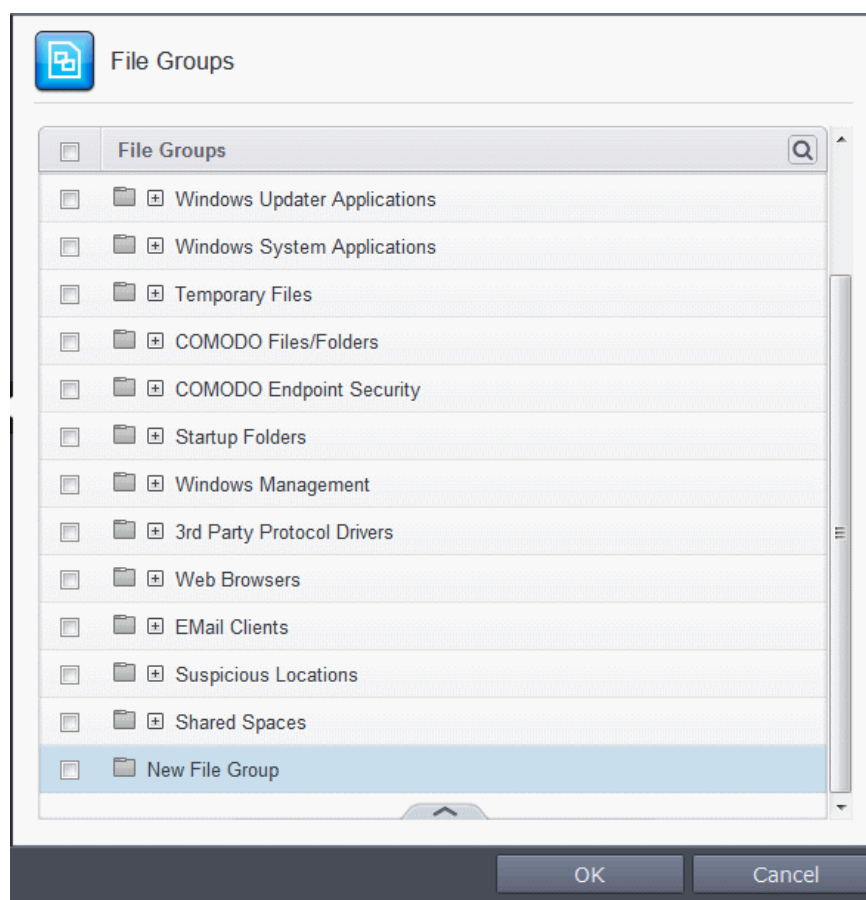 File Groups
File Groups
Windows Updater Applications
Windows System Applications
Temporary Files
COMODO Files/Folders
COMODO Endpoint Security
Startup Folders
Windows Management
3rd Party Protocol Drivers
Web Browsers
EMail Clients
Suspicious Locations
Shared Spaces
New File Group
OK Cancel